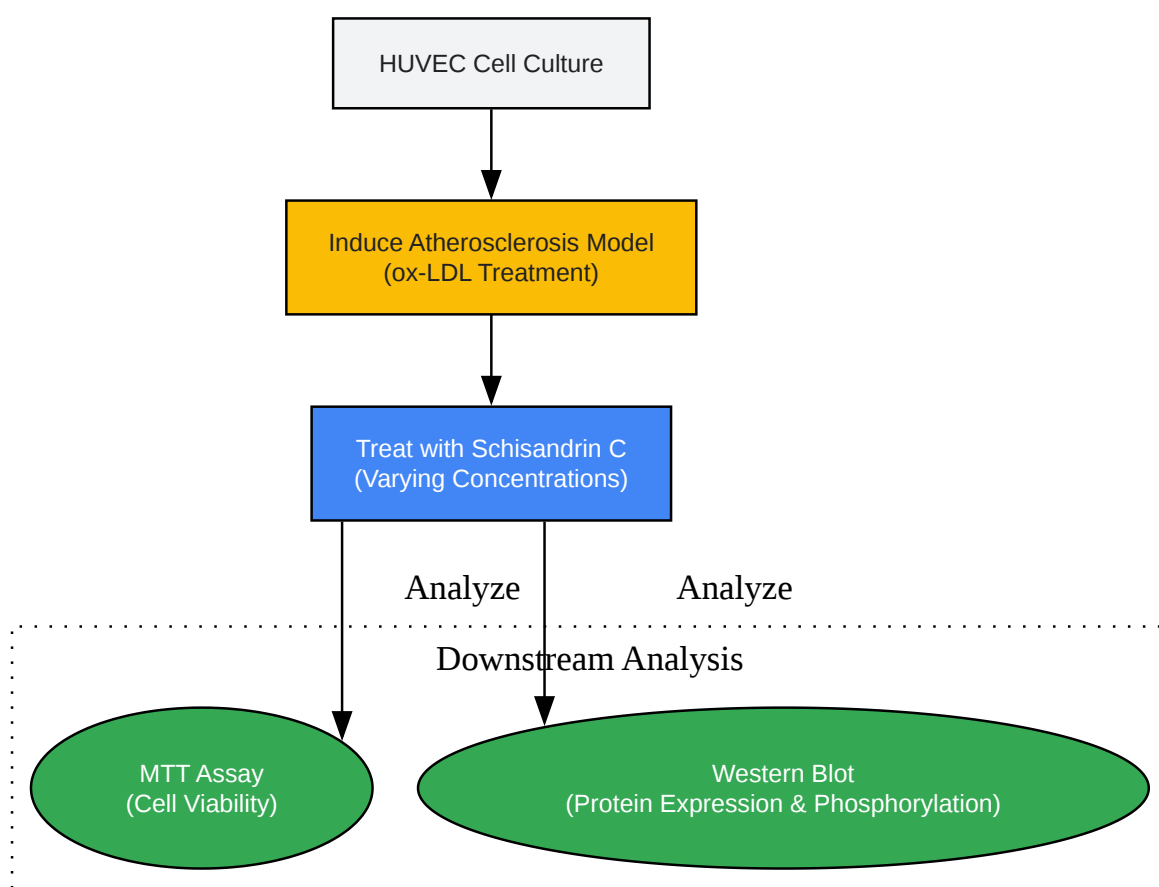 HUVEC Cell Culture
Induce Atherosclerosis Model
(ox-LDL Treatment)
Treat with Schisandrin C
(Varying Concentrations)
Analyze
Analyze
Downstream Analysis
MTT Assay
(Cell Viability)
Western Blot
(Protein Expression & Phosphorylation)